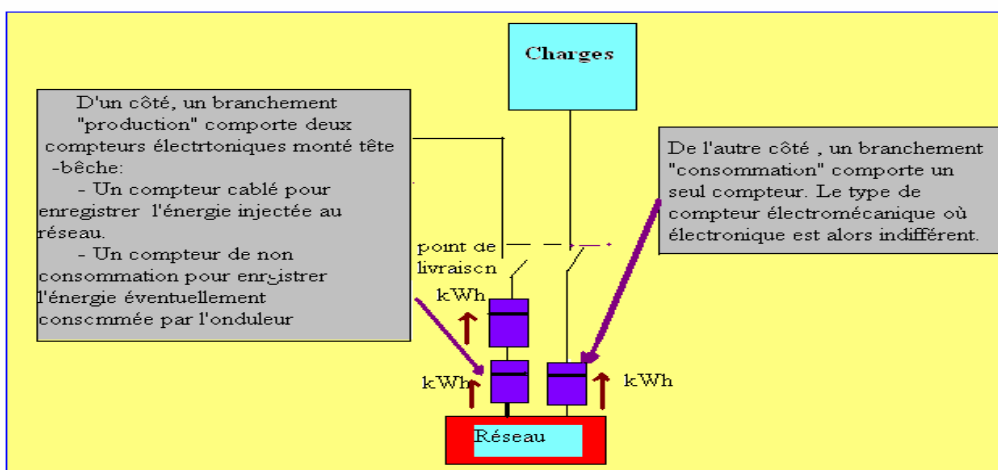 Charges
D'un côté, un branchement
"production" comporte deux
compteurs électrtoniques monté tête
-bêche:
- Un compteur cablé pour
enregistrer l'énergie injectée au
réseau.
- Un compteur de non
consommation pour enrgistrer
l'énergie éventuellement
consommée par l'onduleur
De l'autre côté , un branchement
"consommation" comporte un
seul compteur. Le type de
compteur électromécanique où
électronique est alors indifférent.
point de
livraison
kWh
kWh
kWh
Réseau